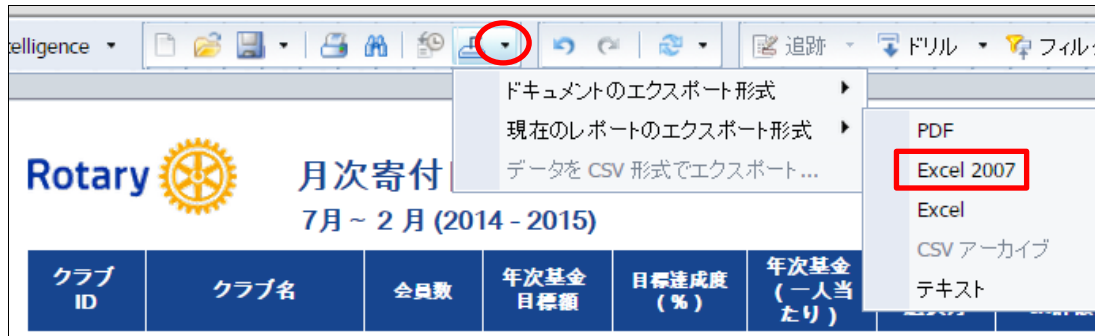 elligence
追跡 ドリル フィルタ
ドキュメントのエクスポート形式
現在のレポートのエクスポート形式
データを CSV 形式でエクスポート...
PDF
Excel 2007
Excel
CSV アーカイブ
テキスト
Rotary
月次寄付
7月~ 2 月 (2014 - 2015)
クラブ
ID
クラブ名
会員数
年次基金
目標額
目標達成度
(%)
年次基金
(一人当
たり)